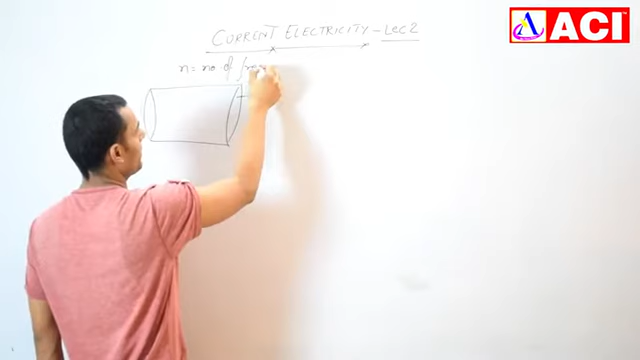 CURRENT ELECTRICITY - LEC 2
ACI
n = no of